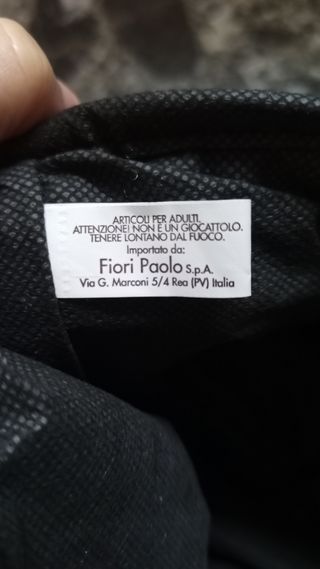 ARTICOLI PER ADULTI.
ATTENZIONE! NON È UN GIOCATTOLO.
TENERE LONTANO DAL FUOCO.
Importato da:
Fiori Paolo S.p.A.
Via G. Marconi 5/4 Rea (PV) Italia